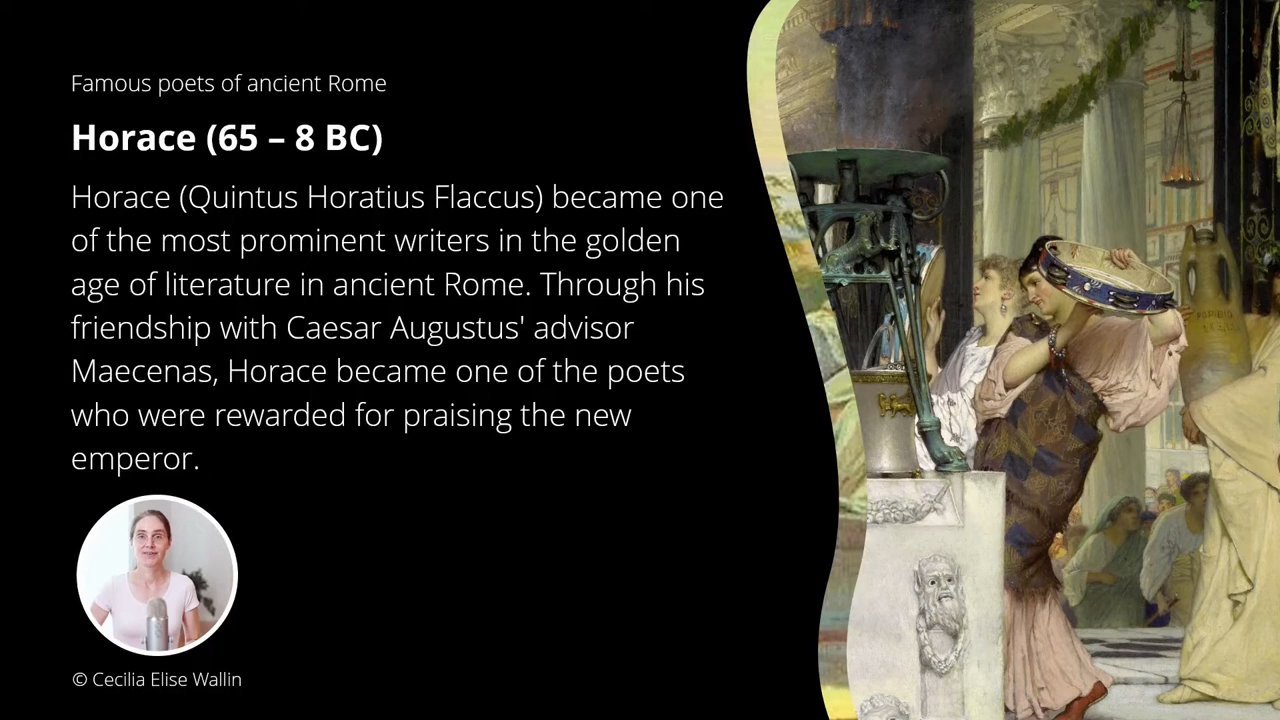 Famous poets of ancient Rome
Horace (65 – 8 BC)
Horace (Quintus Horatius Flaccus) became one
of the most prominent writers in the golden
age of literature in ancient Rome. Through his
friendship with Caesar Augustus' advisor
Maecenas, Horace became one of the poets
who were rewarded for praising the new
emperor.
© Cecilia Elise Wallin